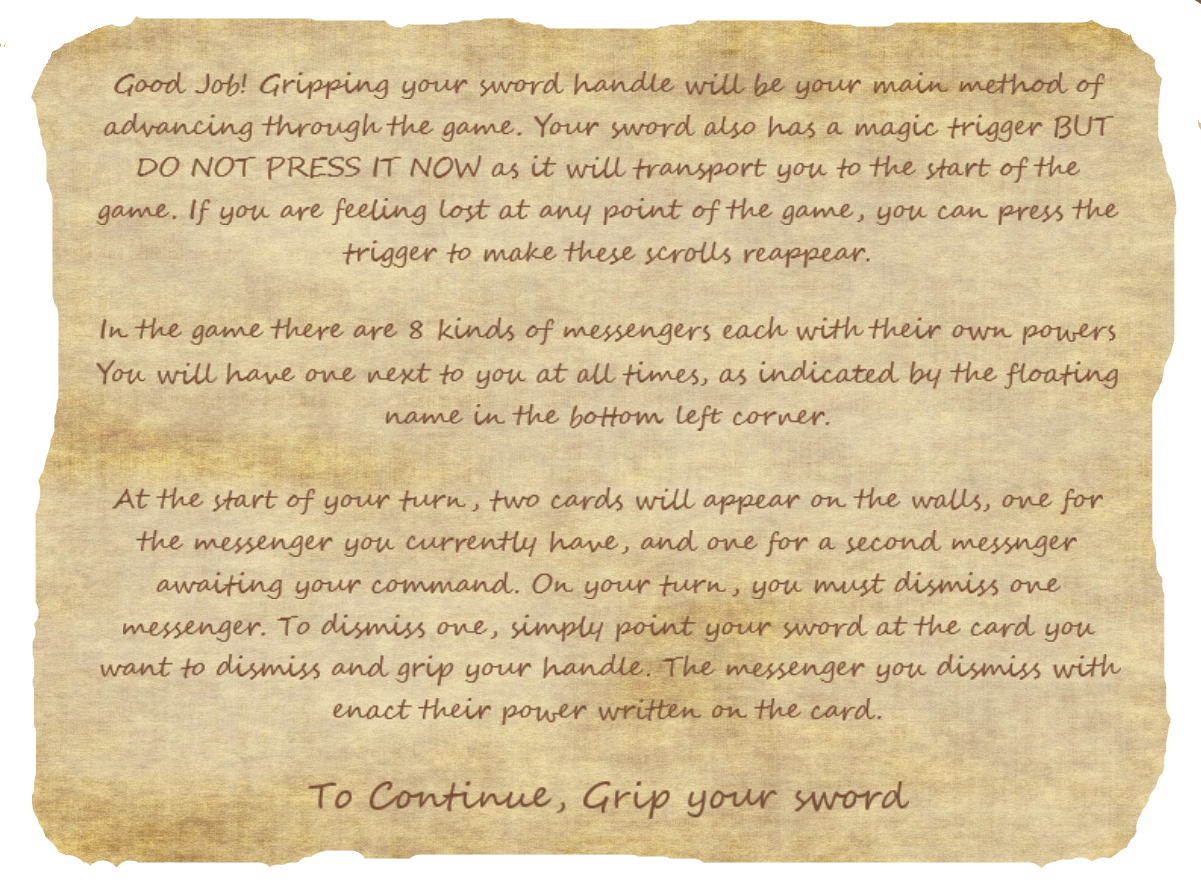 Good Job! Gripping your sword handle will be your main method of
advancing through the game. Your sword also has a magic trigger BUT
DO NOT PRESS IT NOW as it will transport you to the start of the
game. If you are feeling lost at any point of the game, you can press the
trigger to make these scrolls reappear.
In the game there are 8 kinds of messengers each with their own powers
You will have one next to you at all times, as indicated by the floating
name in the bottom left corner.
At the start of your turn, two cards will appear on the walls, one for
the messenger you currently have, and one for a second messnger
awaiting your command. On your turn, you must dismiss one
messenger. To dismiss one, simply point your sword at the card you
want to dismiss and grip your handle. The messenger you dismiss with
enact their power written on the card.
To Continue, Grip your sword